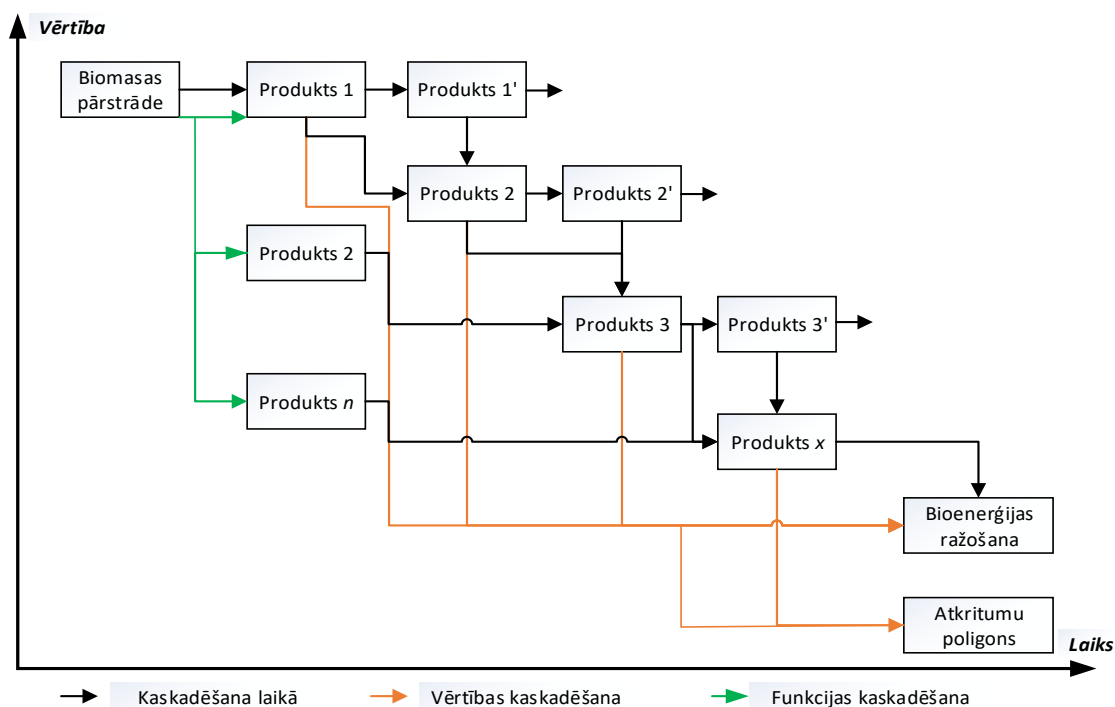 Vērtība
Biomasas
pārstrāde
Produkts 1
Produkts 1'
Produkts 2
Produkts 2'
Produkts 2
Produkts 3
Produkts 3'
Produkts n
Produkts x
Bioenerģijas
ražošana
Atkritumu
poligons
Laiks
Kaskadēšana laikā
Vērtības kaskadēšana
Funkcijas kaskadēšana